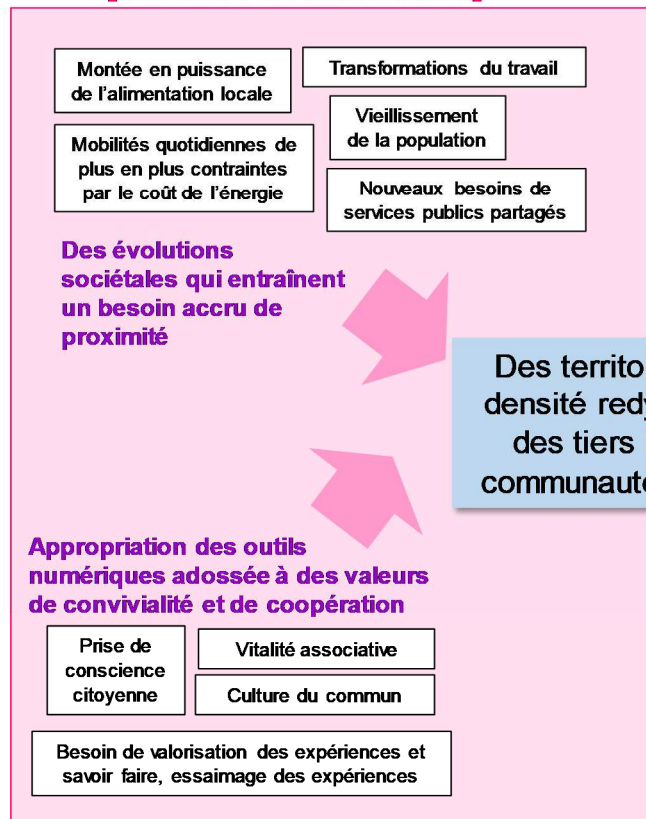 Montée en puissance
de l'alimentation locale
Transformations du travail
Vieillissement
de la population
Mobilités quotidiennes de
plus en plus contraintes
par le coût de l'énergie
Nouveaux besoins de
services publics partagés
Des évolutions
sociétales qui entraînent
un besoin accru de
proximité
Des
densité
des tiers
Appropriation des outils
numériques adossée à des valeurs
de convivialité et de coopération
Prise de
conscience
citoyenne
Vitalité associative
Culture du commun
Besoin de valorisation des expériences et
savoir faire, essaimage des expériences